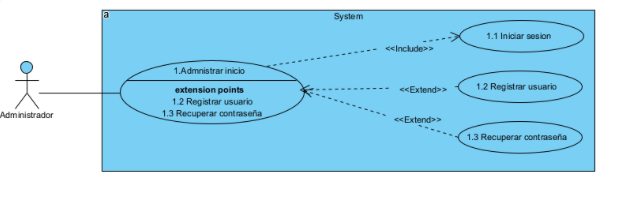 a
System
1.1 Iniciar sesion
<<Include>>
1.Admnistrar inicio
extension points
1.2 Registrar usuario
1.3 Recuperar contraseña
<<Extend>>
1.2 Registrar usuario
<<Extend>>
1.3 Recuperar contraseña
Administrador